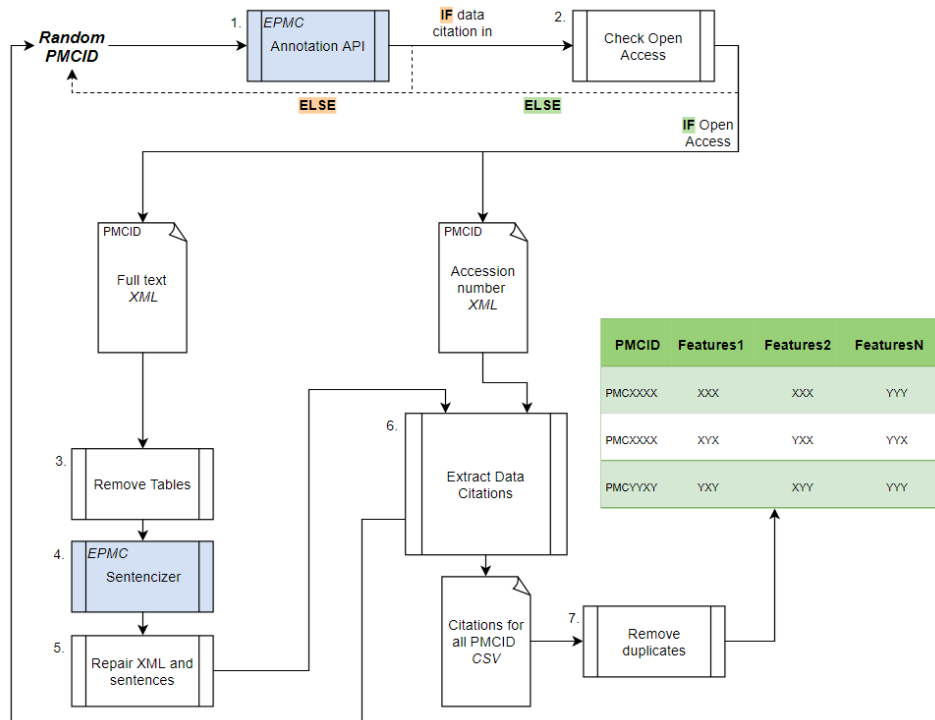 Random
PMCID
1.
EPMC
Annotation API
IF data
citation in
2.
Check Open
Access
ELSE
ELSE
IF Open
Access
PMCID
Full text
XML
PMCID
Accession
number
XML
PMCID Features1 Features2 FeaturesN
PMCXXXX XXX XXX YYY
PMCXXXX XYX YXX YYX
PMCYYXY YXY XYY YYY
3.
Remove Tables
4.
EPMC
Sentencizer
5.
Repair XML and
sentences
6.
Extract Data
Citations
Citations for
all PMCID
CSV
7.
Remove
duplicates